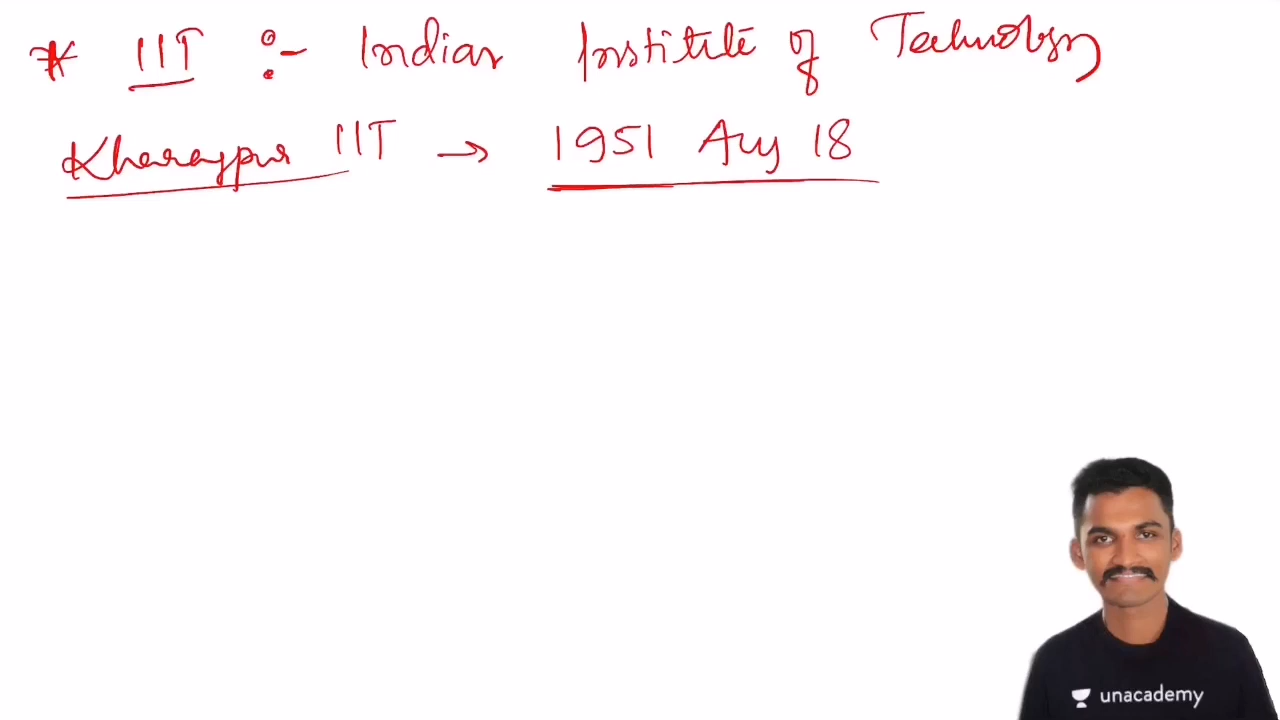 * IIT :- Indian Institute of Technology
Kharagpur IIT → 1951 Aug 18
unacademy